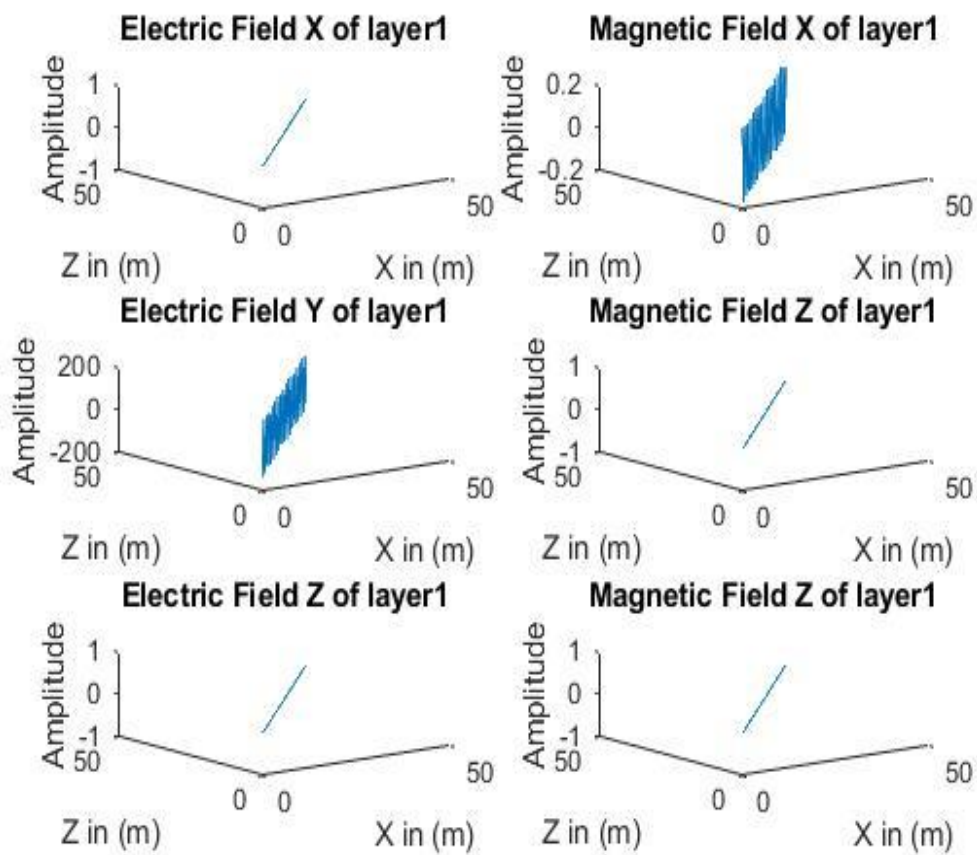 Electric Field X of layer1
Amplitude
1
0
-1
50
0
0
50
Z in (m)
X in (m)
Magnetic Field X of layer1
Amplitude
0.2
0
-0.2
50
0
0
50
Z in (m)
X in (m)
Electric Field Y of layer1
Amplitude
200
0
-200
50
0
0
50
Z in (m)
X in (m)
Magnetic Field Z of layer1
Amplitude
1
0
-1
50
0
0
50
Z in (m)
X in (m)
Electric Field Z of layer1
Amplitude
1
0
-1
50
0
0
50
Z in (m)
X in (m)
Magnetic Field Z of layer1
Amplitude
1
0
-1
50
0
0
50
Z in (m)
X in (m)